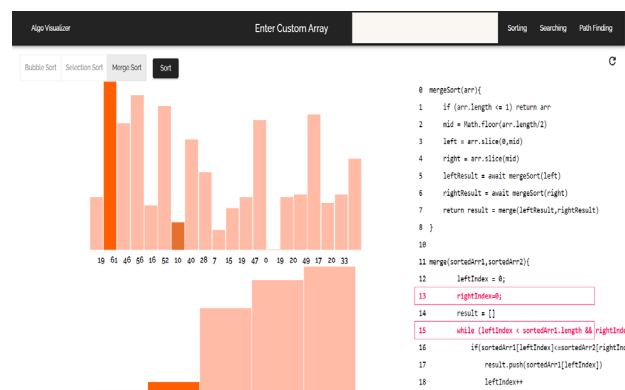 Algo Visualizer
Enter Custom Array
Sorting Searching Path Finding
Bubble Sort Selection Sort Merge Sort Sort
19 61 46 56 16 52 10 40 28 7 15 19 47 0 19 20 49 17 20 33
0 mergeSort(arr){
1 if (arr.length <= 1) return arr
2 mid = Math.floor(arr.length/2)
3 left = arr.slice(0,mid)
4 right = arr.slice(mid)
5 leftResult = await mergeSort(left)
6 rightResult = await mergeSort(right)
7 return result = merge(leftResult,rightResult)
8 }
10
11 merge(sortedArr1,sortedArr2){
12 leftIndex = 0;
13 rightIndex=0;
14 result = []
15 while (leftIndex < sortedArr1.length && rightInde
16 if(sortedArr1[leftIndex]<=sortedArr2[rightInd
17 result.push(sortedArr1[leftIndex])
18 leftIndex++